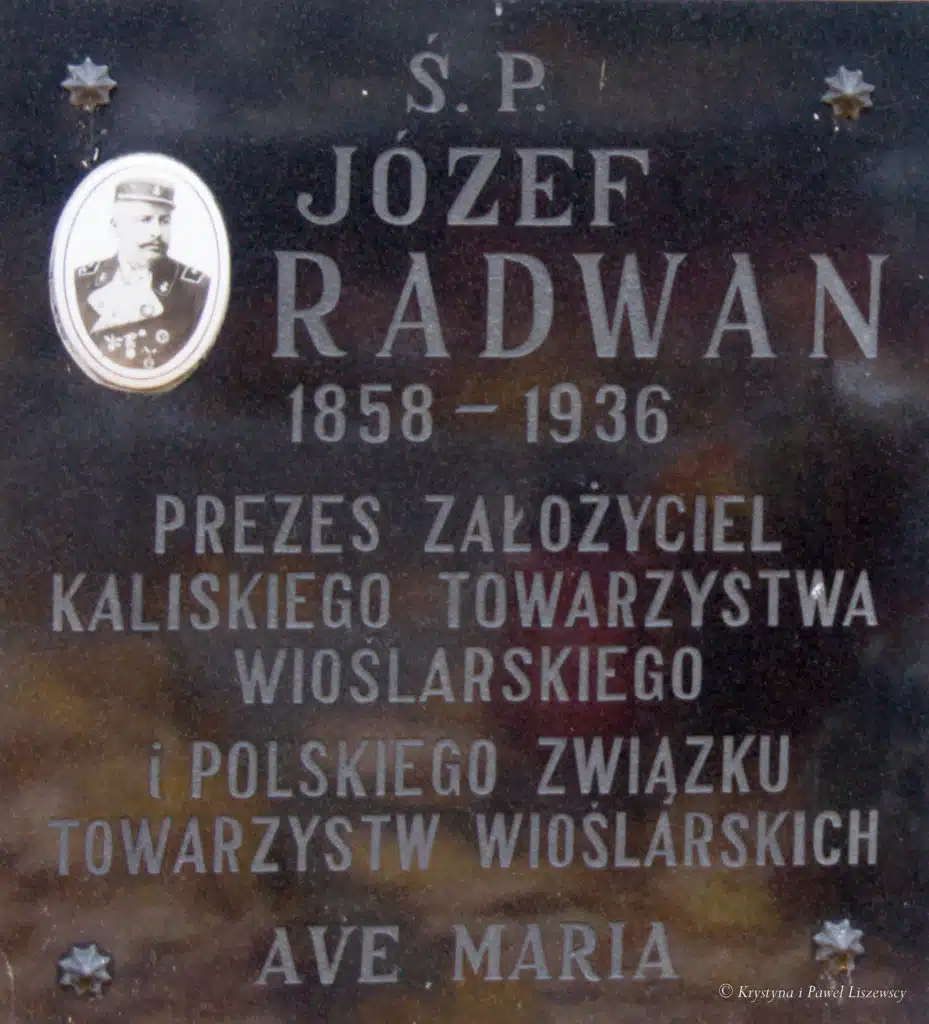 Ś. P.
JÓZEF
RADWAN
1858 – 1936
PREZES ZAŁOŻYCIEL
KALISKIEGO TOWARZYSTWA
WIOŚLARSKIEGO
i POLSKIEGO ZWIĄZKU
TOWARZYSTW WIOŚLARSKICH
AVE MARIA
© Krystyna i Paweł Liszewscy